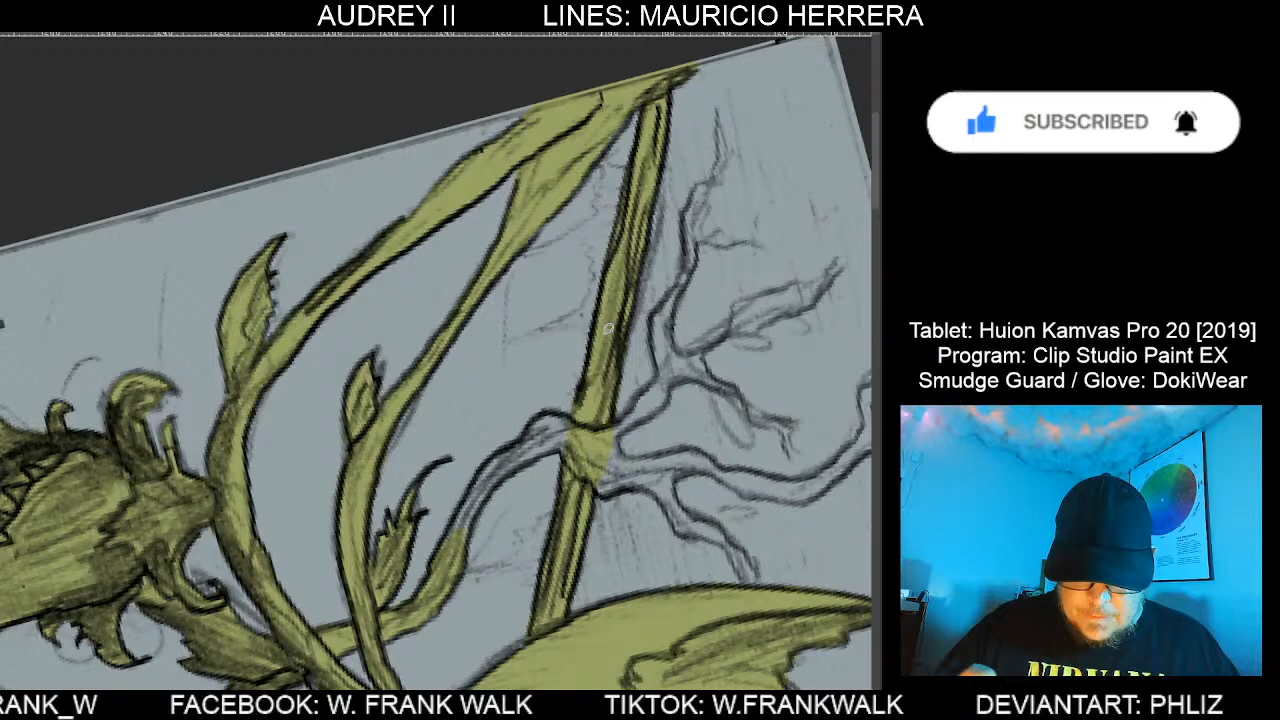 AUDREY II LINES: MAURICIO HERRERA
SUBSCRIBED
Tablet: Huion Kamvas Pro 20 [2019]
Program: Clip Studio Paint EX
Smudge Guard / Glove: DokiWear
NIRVANA
RANK_W FACEBOOK: W. FRANK WALK TIKTOK: W.FRANKWALK DEVIANTART: PHLIZ